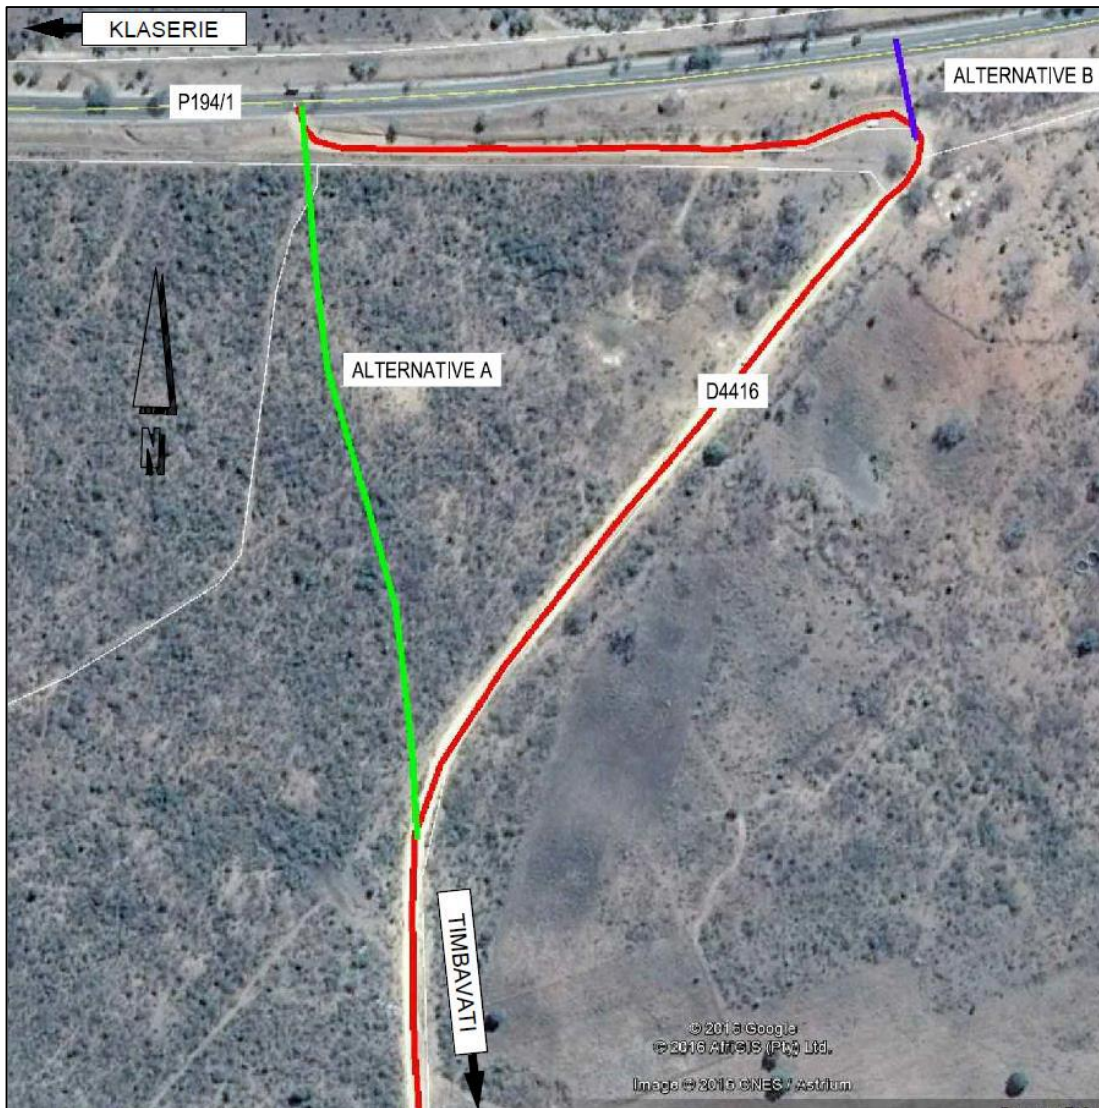 KLASERIE
P194/1
ALTERNATIVE B
ALTERNATIVE A
D4416
N
TIMBAVATI
© 2016 Google
© 2016 AfriGIS (Pty) Ltd.
Image © 2016 CNES / Astrium